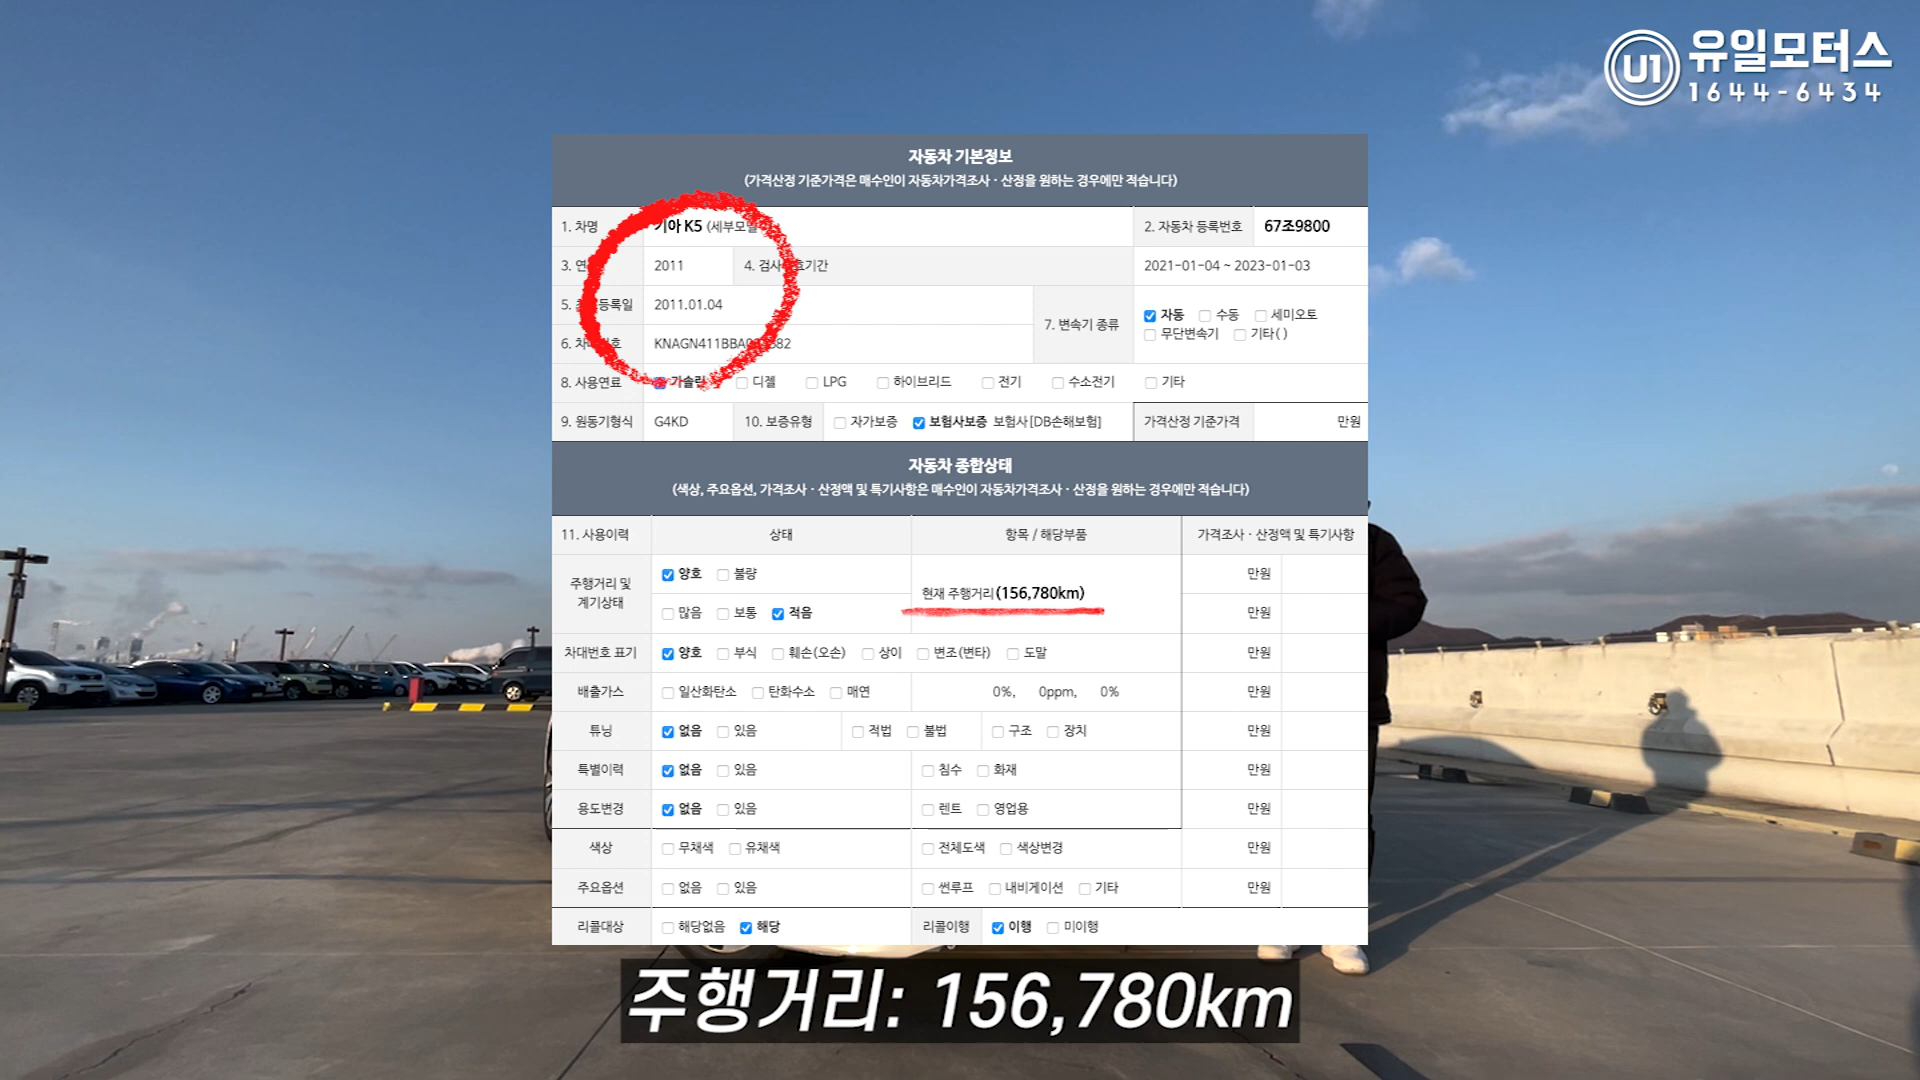 U1 유일모터스
1644-6434
자동차 기본정보
(가격산정 기준가격은 매수인이 자동차가격조사 · 산정을 원하는 경우에만 적습니다)
1. 차명 기아 K5 (세부모델 2. 자동차 등록번호 67조9800
3. 2011 4. 검사유효기간 2021-01-04 ~ 2023-01-03
5. 등록일 2011.01.04
7. 변속기 종류 자동 수동 세미오토
무단변속기 기타( )
6.
8. 사용연료 가솔린 디젤 LPG 하이브리드 전기 수소전기 기타
9. 원동기형식 G4KD 10. 보증유형 자가보증 보험사보증 보험사[DB손해보험] 가격산정 기준가격 만원
자동차 종합상태
(색상, 주요옵션, 가격조사 · 산정액 및 특기사항은 매수인이 자동차가격조사 · 산정을 원하는 경우에만 적습니다)
11. 사용이력 상태 항목 / 해당부품 가격조사 · 산정액 및 특기사항
주행거리 및 계기상태 양호 불량 현재 주행거리(156,780km) 만원
많음 보통 적음 만원
차대번호 표기 양호 부식 훼손(오손) 상이 변조(변타) 도말 만원
배출가스 일산화탄소 탄화수소 매연 0%, 0ppm, 0% 만원
튜닝 없음 있음 적법 불법 구조 장치 만원
특별이력 없음 있음 침수 화재 만원
용도변경 없음 있음 렌트 영업용 만원
색상 무채색 유채색 전체도색 색상변경 만원
주요옵션 없음 있음 썬루프 내비게이션 기타 만원
리콜대상 해당없음 해당 리콜이행 이행 미이행
주행거리: 156,780km